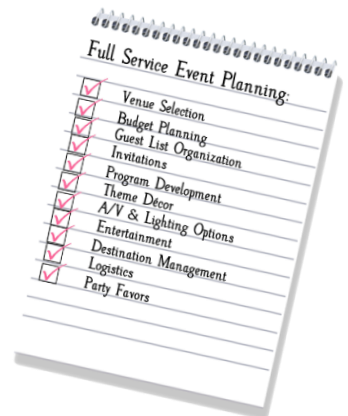 Full Service Event Planning:
Venue Selection
Budget Planning
Guest List Organization
Invitations
Program Development
Theme Décor
A/V & Lighting Options
Entertainment
Destination Management
Logistics
Party Favors